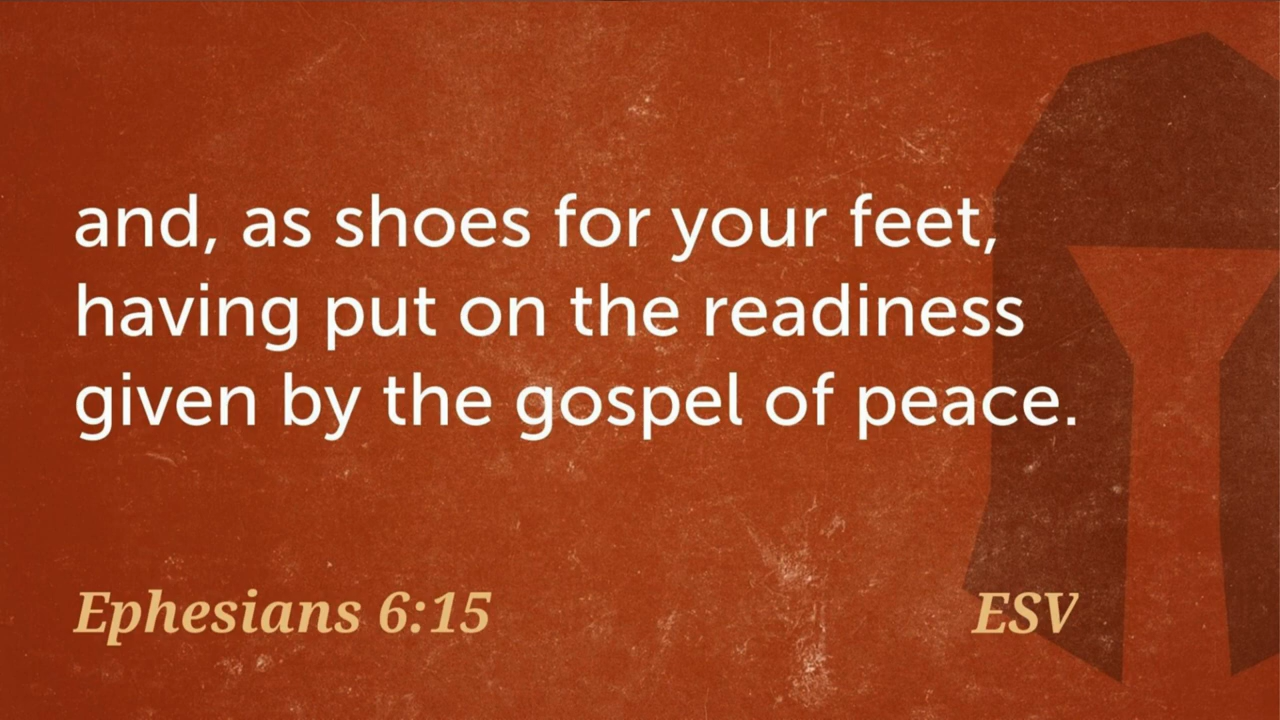 and, as shoes for your feet,
having put on the readiness
given by the gospel of peace.
Ephesians 6:15 ESV